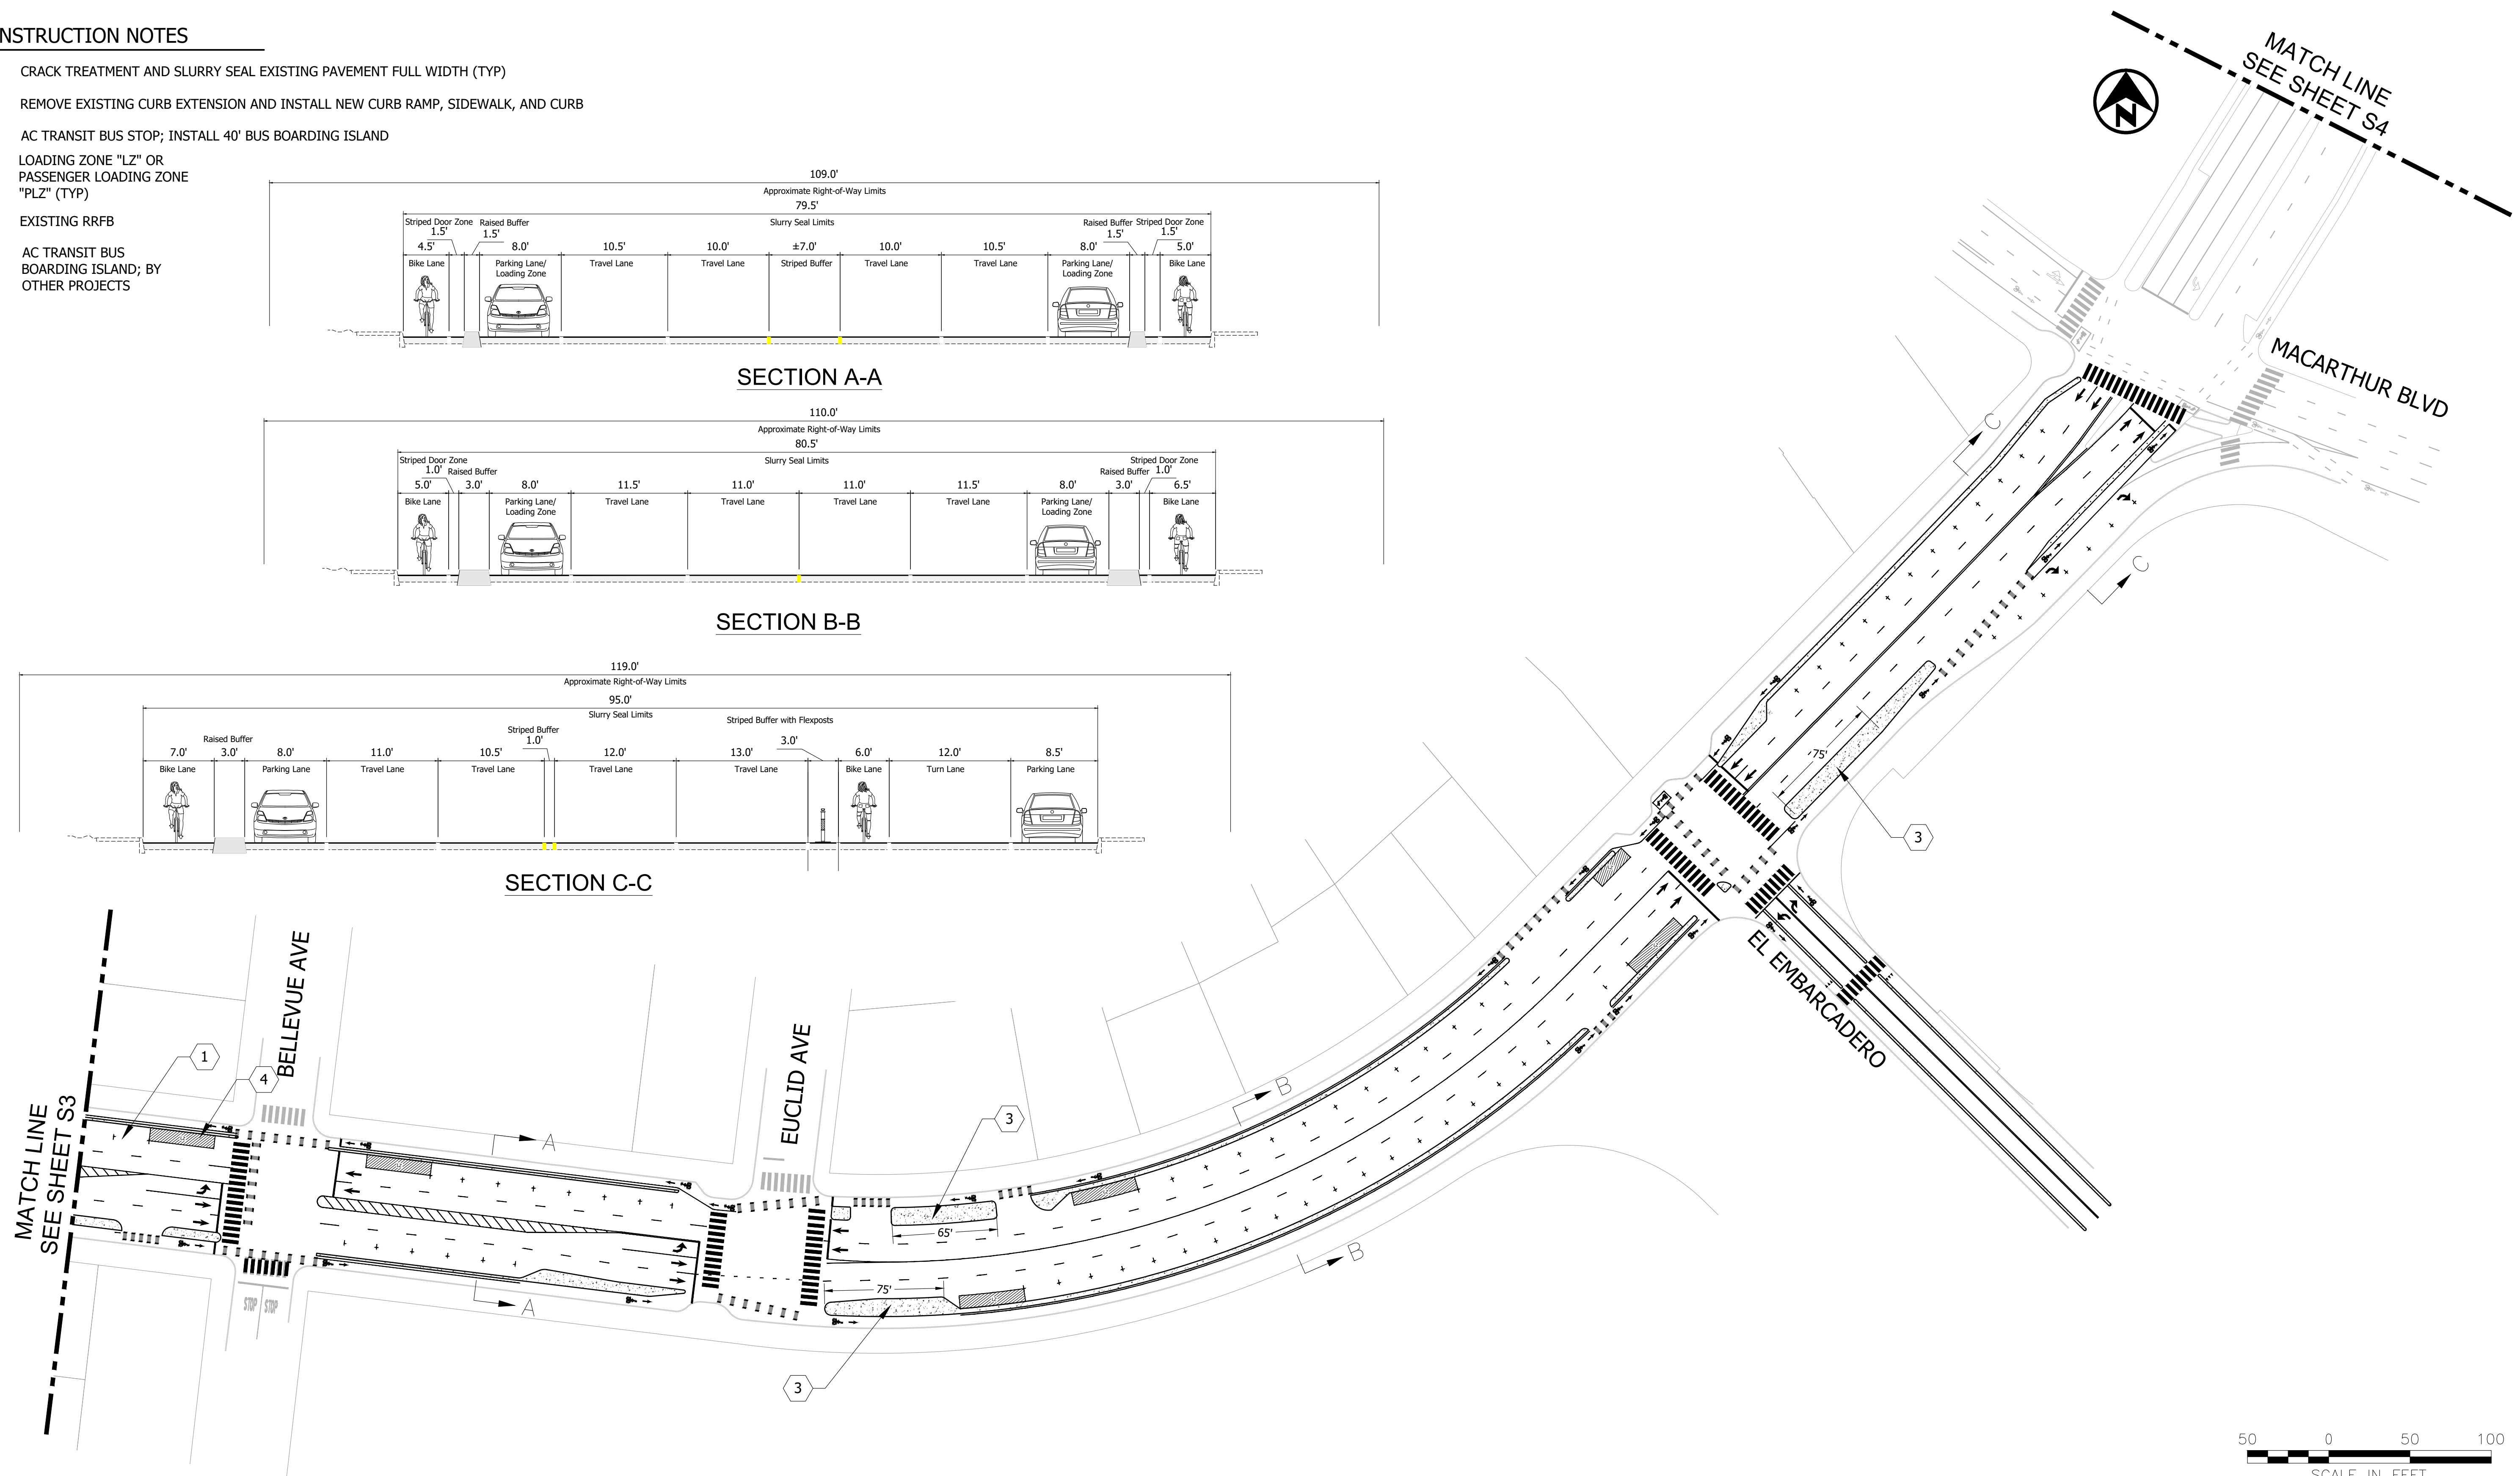 NSTRUCTION NOTES
CRACK TREATMENT AND SLURRY SEAL EXISTING PAVEMENT FULL WIDTH (TYP)
REMOVE EXISTING CURB EXTENSION AND INSTALL NEW CURB RAMP, SIDEWALK, AND CURB
AC TRANSIT BUS STOP; INSTALL 40' BUS BOARDING ISLAND
LOADING ZONE "LZ" OR
PASSENGER LOADING ZONE
"PLZ" (TYP)
EXISTING RRFB
AC TRANSIT BUS
BOARDING ISLAND; BY
OTHER PROJECTS
109.0'
Approximate Right-of-Way Limits
79.5'
Slurry Seal Limits
Striped Door Zone Raised Buffer Raised Buffer Striped Door Zone
1.5' 1.5' 1.5' 1.5'
4.5' 8.0' 10.5' 10.0' ±7.0' 10.0' 10.5' 8.0' 5.0'
Bike Lane Parking Lane/ Travel Lane Travel Lane Striped Buffer Travel Lane Travel Lane Parking Lane/ Bike Lane
Loading Zone Loading Zone
SECTION A-A
110.0'
Approximate Right-of-Way Limits
80.5'
Striped Door Zone Slurry Seal Limits Striped Door Zone
1.0' Raised Buffer Raised Buffer 1.0'
5.0' 3.0' 8.0' 11.5' 11.0' 11.0' 11.5' 8.0' 3.0' 6.5'
Bike Lane Parking Lane/ Travel Lane Travel Lane Travel Lane Travel Lane Parking Lane/ Bike Lane
Loading Zone Loading Zone
SECTION B-B
119.0'
Approximate Right-of-Way Limits
95.0'
Slurry Seal Limits
Striped Buffer with Flexposts
Striped Buffer
Raised Buffer 1.0' 3.0'
7.0' 3.0' 8.0' 11.0' 10.5' 12.0' 13.0' 6.0' 12.0' 8.5'
Bike Lane Parking Lane Travel Lane Travel Lane Travel Lane Travel Lane Bike Lane Turn Lane Parking Lane
SECTION C-C
MATCH LINE
SEE SHEET S4
N
MACARTHUR BLVD
C
C
75'
3
EL EMBARCADERO
BELLEVUE AVE
EUCLID AVE
1
4
MATCH LINE
SEE SHEET S3
A
A
3
65'
75'
3
B
B
STOP STOP
50 0 50 100
SCALE IN FEET